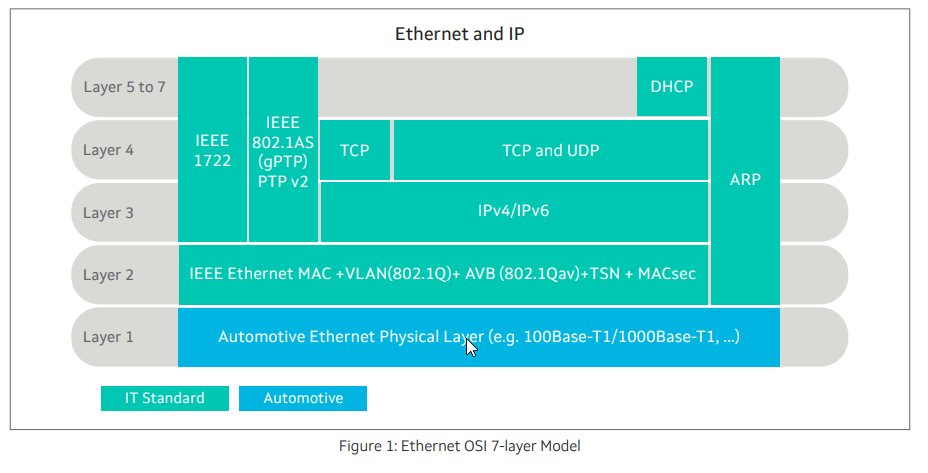 Ethernet and IP
Layer 5 to 7
DHCP
IEEE
1722
IEEE
802.1AS
(gPTP)
PTP v2
Layer 4
TCP
TCP and UDP
ARP
Layer 3
IPv4/IPv6
Layer 2
IEEE Ethernet MAC +VLAN(802.1Q)+ AVB (802.1Qav)+TSN + MACsec
Layer 1
Automotive Ethernet Physical Layer (e.g. 100Base-T1/1000Base-T1, ...)
IT Standard
Automotive
Figure 1: Ethernet OSI 7-layer Model